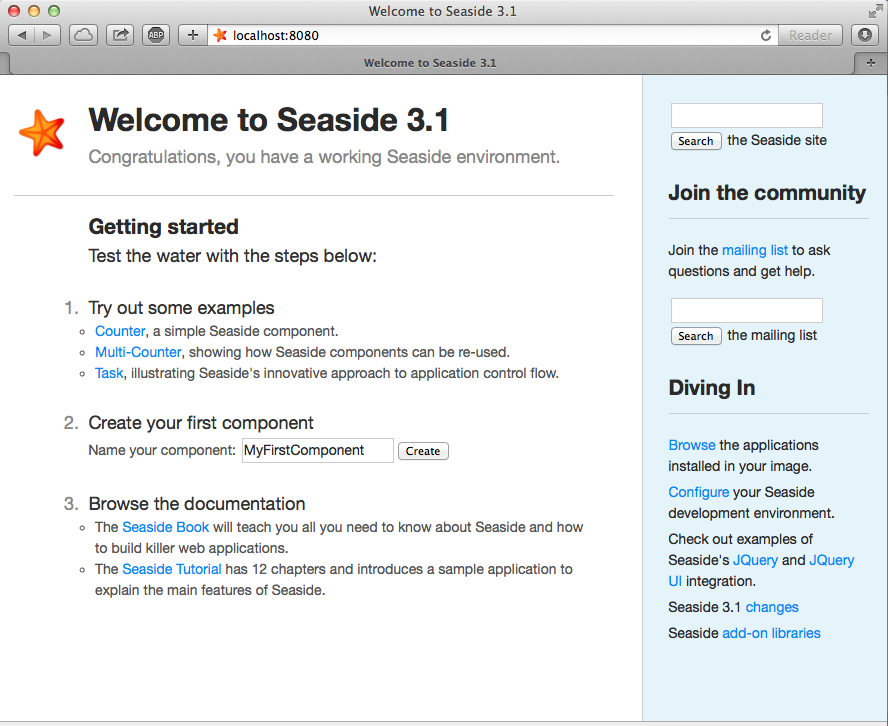 Welcome to Seaside 3.1
ABP
localhost:8080
Reader
Welcome to Seaside 3.1
Welcome to Seaside 3.1
Congratulations, you have a working Seaside environment.
Getting started
Test the water with the steps below:
1. Try out some examples
Counter, a simple Seaside component.
Multi-Counter, showing how Seaside components can be re-used.
Task, illustrating Seaside's innovative approach to application control flow.
2. Create your first component
Name your component: MyFirstComponent Create
3. Browse the documentation
The Seaside Book will teach you all you need to know about Seaside and how
to build killer web applications.
The Seaside Tutorial has 12 chapters and introduces a sample application to
explain the main features of Seaside.
Search the Seaside site
Join the community
Join the mailing list to ask
questions and get help.
Search the mailing list
Diving In
Browse the applications
installed in your image.
Configure your Seaside
development environment.
Check out examples of
Seaside's JQuery and JQuery
UI integration.
Seaside 3.1 changes
Seaside add-on libraries